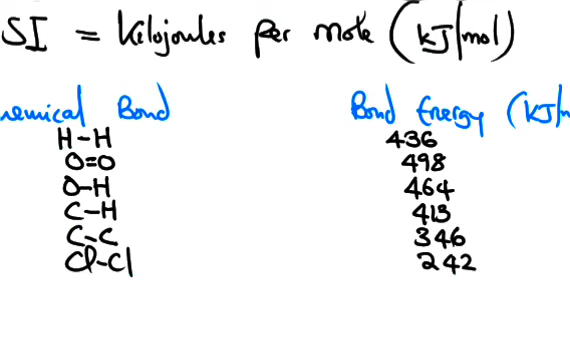 SI = Kilojoules per mole (kJ/mol)
emical Bond Bond Energy (kJ/m
H-H 436
O=O 498
O-H 464
C-H 413
C-C 346
Cl-Cl 242